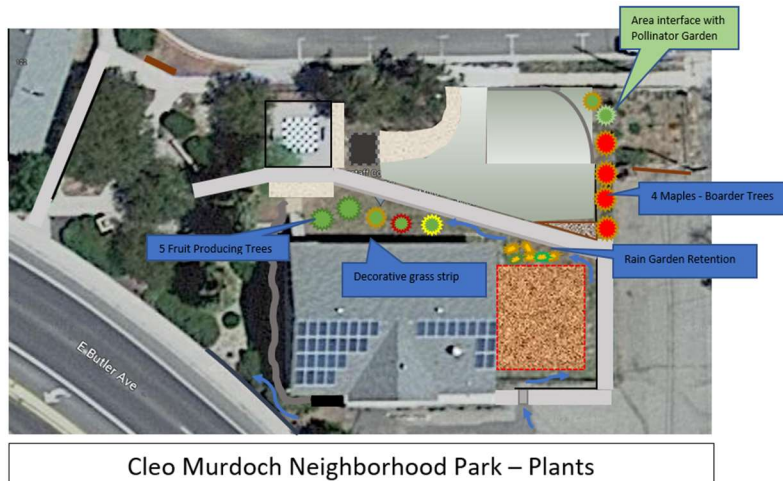 Area interface with
Pollinator Garden
4 Maples - Boarder Trees
5 Fruit Producing Trees
Decorative grass strip
Rain Garden Retention
E Butler Ave
Cleo Murdoch Neighborhood Park – Plants